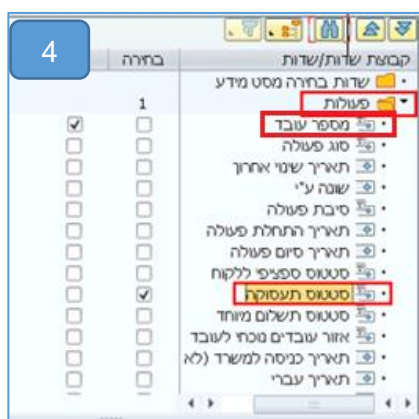 4
קבוצת שדות/שדות בחירה
שדות בחירה מסט מידע
פעולות 1
מספר עובד
סוג פעולה
תאריך שינוי אחרון
שונה ע"י
סיבת פעולה
תאריך התחלת פעולה
תאריך סיום פעולה
סטטוס ספציפי ללקוח
סטטוס תעסוקה
סטטוס תשלום מיוחד
אזור עובדים נוכחי לעובד
תאריך כניסה למשרד (לא
תאריך עברי